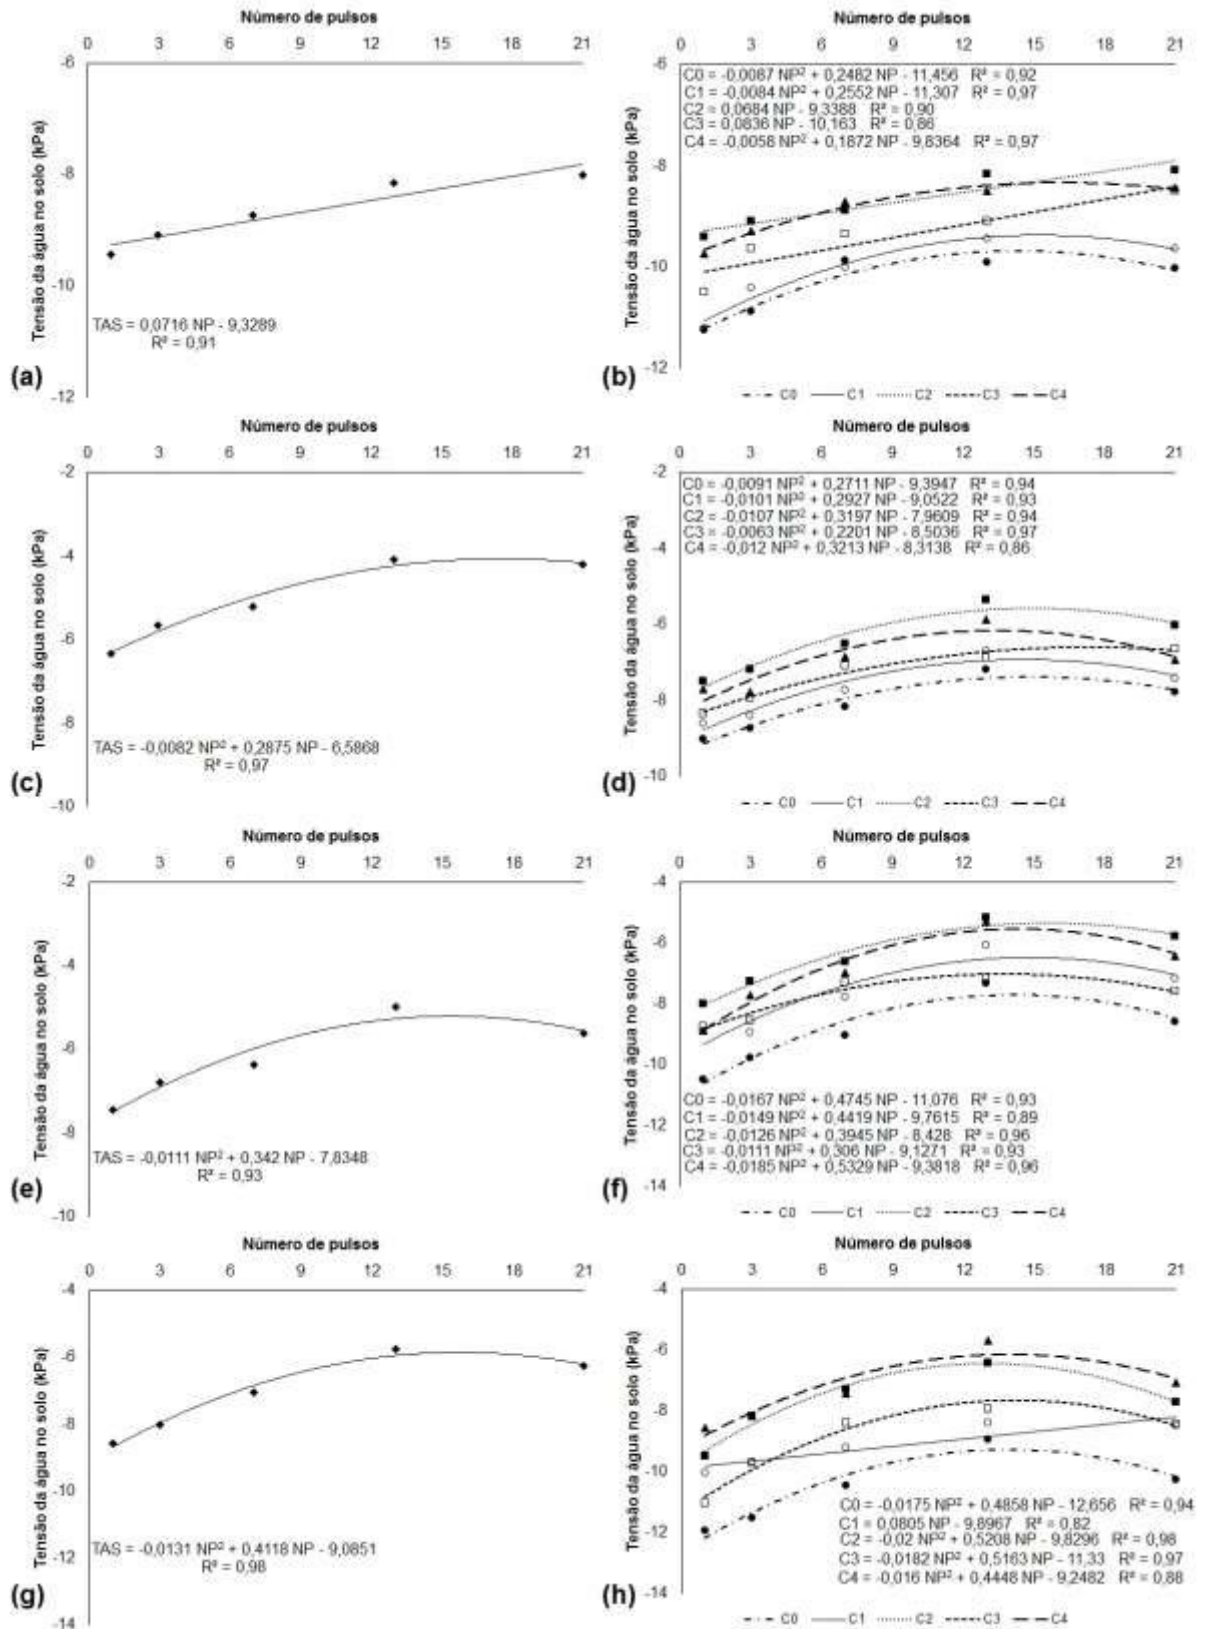 Número de pulsos
0 3 6 9 12 15 18 21
-6
-8
-10
-12
Tensão da água no solo (kPa)
TAS = 0,0716 NP - 9,3289
R² = 0,91
(a)
Número de pulsos
0 3 6 9 12 15 18 21
-6
-8
-10
-12
Tensão da água no solo (kPa)
C0 = -0,0087 NP² + 0,2482 NP - 11,456 R² = 0,92
C1 = -0,0084 NP² + 0,2552 NP - 11,307 R² = 0,97
C2 = 0,0684 NP - 9,3388 R² = 0,90
C3 = 0,0836 NP - 10,163 R² = 0,86
C4 = -0,0058 NP² + 0,1872 NP - 9,8364 R² = 0,97
(b)
C0 C1 C2 C3 C4
Número de pulsos
0 3 6 9 12 15 18 21
-2
-4
-6
-8
-10
Tensão da água no solo (kPa)
TAS = -0,0082 NP² + 0,2875 NP - 6,5868
R² = 0,97
(c)
Número de pulsos
0 3 6 9 12 15 18 21
-2
-4
-6
-8
-10
Tensão da água no solo (kPa)
C0 = -0,0091 NP² + 0,2711 NP - 9,3947 R² = 0,94
C1 = -0,0101 NP² + 0,2927 NP - 9,0522 R² = 0,93
C2 = -0,0107 NP² + 0,3197 NP - 7,9609 R² = 0,94
C3 = -0,0063 NP² + 0,2201 NP - 8,5036 R² = 0,97
C4 = -0,012 NP² + 0,3213 NP - 8,3138 R² = 0,86
(d)
C0 C1 C2 C3 C4
Número de pulsos
0 3 6 9 12 15 18 21
-2
-4
-6
-8
-10
Tensão da água no solo (kPa)
TAS = -0,0111 NP² + 0,342 NP - 7,8348
R² = 0,93
(e)
Número de pulsos
0 3 6 9 12 15 18 21
-4
-6
-8
-10
-12
-14
Tensão da água no solo (kPa)
C0 = -0,0167 NP² + 0,4745 NP - 11,076 R² = 0,93
C1 = -0,0149 NP² + 0,4419 NP - 9,7615 R² = 0,89
C2 = -0,0126 NP² + 0,3945 NP - 8,428 R² = 0,96
C3 = -0,0111 NP² + 0,306 NP - 9,1271 R² = 0,93
C4 = -0,0185 NP² + 0,5329 NP - 9,3818 R² = 0,96
(f)
C0 C1 C2 C3 C4
Número de pulsos
0 3 6 9 12 15 18 21
-4
-6
-8
-10
-12
-14
Tensão da água no solo (kPa)
TAS = -0,0131 NP² + 0,4118 NP - 9,0851
R² = 0,98
(g)
Número de pulsos
0 3 6 9 12 15 18 21
-4
-6
-8
-10
-12
-14
Tensão da água no solo (kPa)
C0 = -0,0175 NP² + 0,4858 NP - 12,656 R² = 0,94
C1 = 0,0805 NP - 9,8967 R² = 0,82
C2 = -0,02 NP² + 0,5208 NP - 9,8296 R² = 0,98
C3 = -0,0182 NP² + 0,5163 NP - 11,33 R² = 0,97
C4 = -0,016 NP² + 0,4448 NP - 9,2482 R² = 0,88
(h)
C0 C1 C2 C3 C4